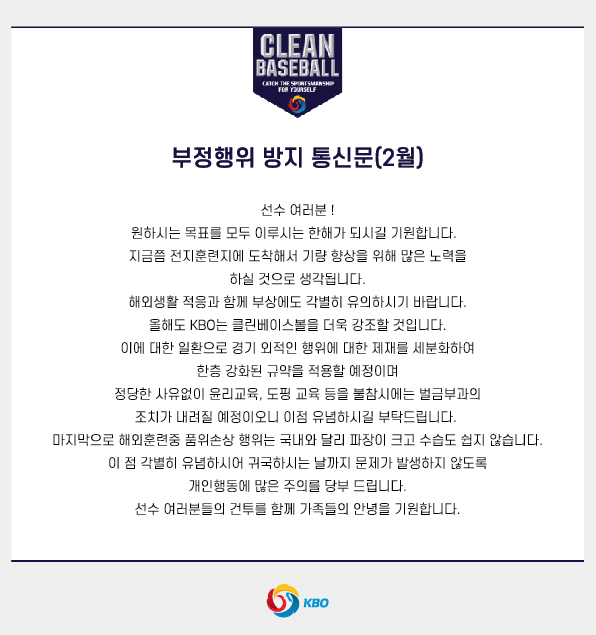 CLEAN
BASEBALL
CATCH THE SPORTSMANSHIP
FOR YOURSELF
부정행위 방지 통신문(2월)
선수 여러분 !
원하시는 목표를 모두 이루시는 한해가 되시길 기원합니다.
지금쯤 전지훈련지에 도착해서 기량 향상을 위해 많은 노력을
하실 것으로 생각됩니다.
해외생활 적응과 함께 부상에도 각별히 유의하시기 바랍니다.
올해도 KBO는 클린베이스볼을 더욱 강조할 것입니다.
이에 대한 일환으로 경기 외적인 행위에 대한 제재를 세분화하여
한층 강화된 규약을 적용할 예정이며
정당한 사유없이 윤리교육, 도핑 교육 등을 불참시에는 벌금부과의
조치가 내려질 예정이오니 이점 유념하시길 부탁드립니다.
마지막으로 해외훈련중 품위손상 행위는 국내와 달리 파장이 크고 수습도 쉽지 않습니다.
이 점 각별히 유념하시어 귀국하시는 날까지 문제가 발생하지 않도록
개인행동에 많은 주의를 당부 드립니다.
선수 여러분들의 건투를 함께 가족들의 안녕을 기원합니다.
KBO